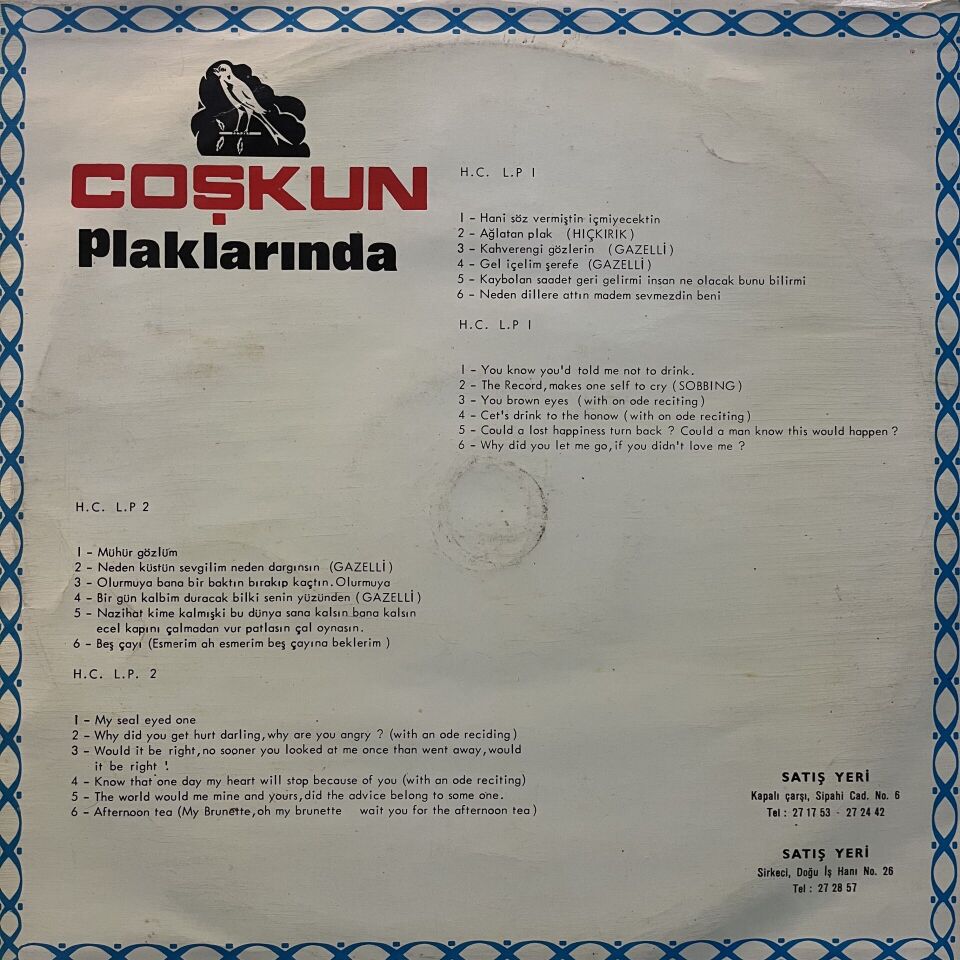 COŞKUN
Plaklarında
H.C. L.P 1
1 - Hani söz vermiştin içmiyecektin
2 - Ağlatan plak (HIÇKIRIK)
3 - Kahverengi gözlerin (GAZELLİ)
4 - Gel içelim şerefe (GAZELLİ)
5 - Kaybolan saadet geri gelirmi insan ne olacak bunu bilirmi
6 - Neden dillere attın madem sevmezdin beni
H.C. L.P 1
1 - You know you'd told me not to drink.
2 - The Record, makes one self to cry (SOBBING)
3 - You brown eyes (with on ode reciting)
4 - Cet's drink to the honow (with on ode reciting)
5 - Could a lost happiness turn back ? Could a man know this would happen ?
6 - Why did you let me go, if you didn't love me ?
H.C. L.P 2
1 - Mühür gözlüm
2 - Neden küstün sevgilim neden dargınsın (GAZELLİ)
3 - Olurmuya bana bir baktın bırakıp kaçtın. Olurmuya
4 - Bir gün kalbim duracak bilki senin yüzünden (GAZELLİ)
5 - Nazihat kime kalmışki bu dünya sana kalsın bana kalsın
ecel kapını çalmadan vur patlasın çal oynasın.
6 - Beş çayı (Esmerim ah esmerim beş çayına beklerim)
H.C. L.P. 2
1 - My seal eyed one
2 - Why did you get hurt darling, why are you angry ? (with an ode reciding)
3 - Would it be right, no sooner you looked at me once than went away, would
it be right !
4 - Know that one day my heart will stop because of you (with an ode reciting)
5 - The world would me mine and yours, did the advice belong to some one.
6 - Afternoon tea (My Brunette, oh my brunette wait you for the afternoon tea)
SATIŞ YERİ
Kapalı çarşı, Sipahi Cad. No. 6
Tel : 27 17 53 - 27 24 42
SATIŞ YERİ
Sirkeci, Doğu İş Hanı No. 26
Tel : 27 28 57